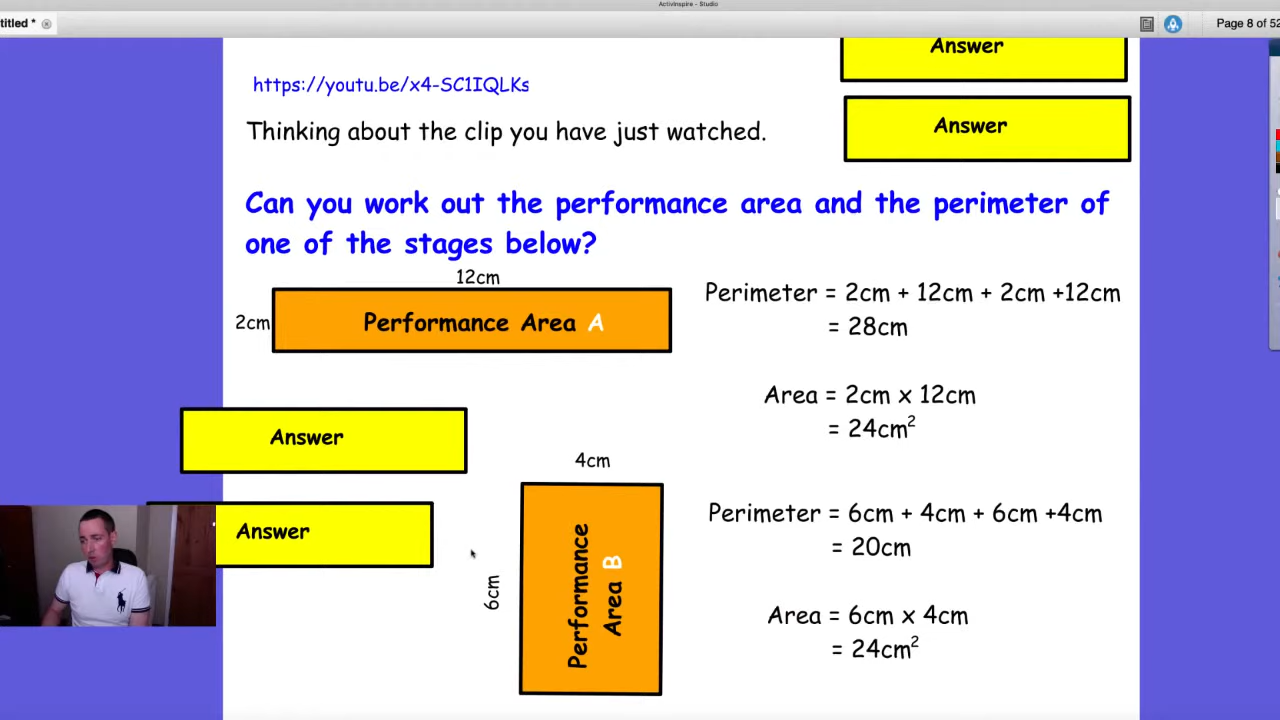 ActivInspire - Studio
titled *
Page 8 of 52
Answer
https://youtu.be/x4-SC1IQLKs
Answer
Thinking about the clip you have just watched.
Can you work out the performance area and the perimeter of
one of the stages below?
12cm
2cm
Performance Area A
Perimeter = 2cm + 12cm + 2cm +12cm
= 28cm
Area = 2cm x 12cm
= 24cm²
Answer
Answer
4cm
6cm
Performance
Area B
Perimeter = 6cm + 4cm + 6cm +4cm
= 20cm
Area = 6cm x 4cm
= 24cm²